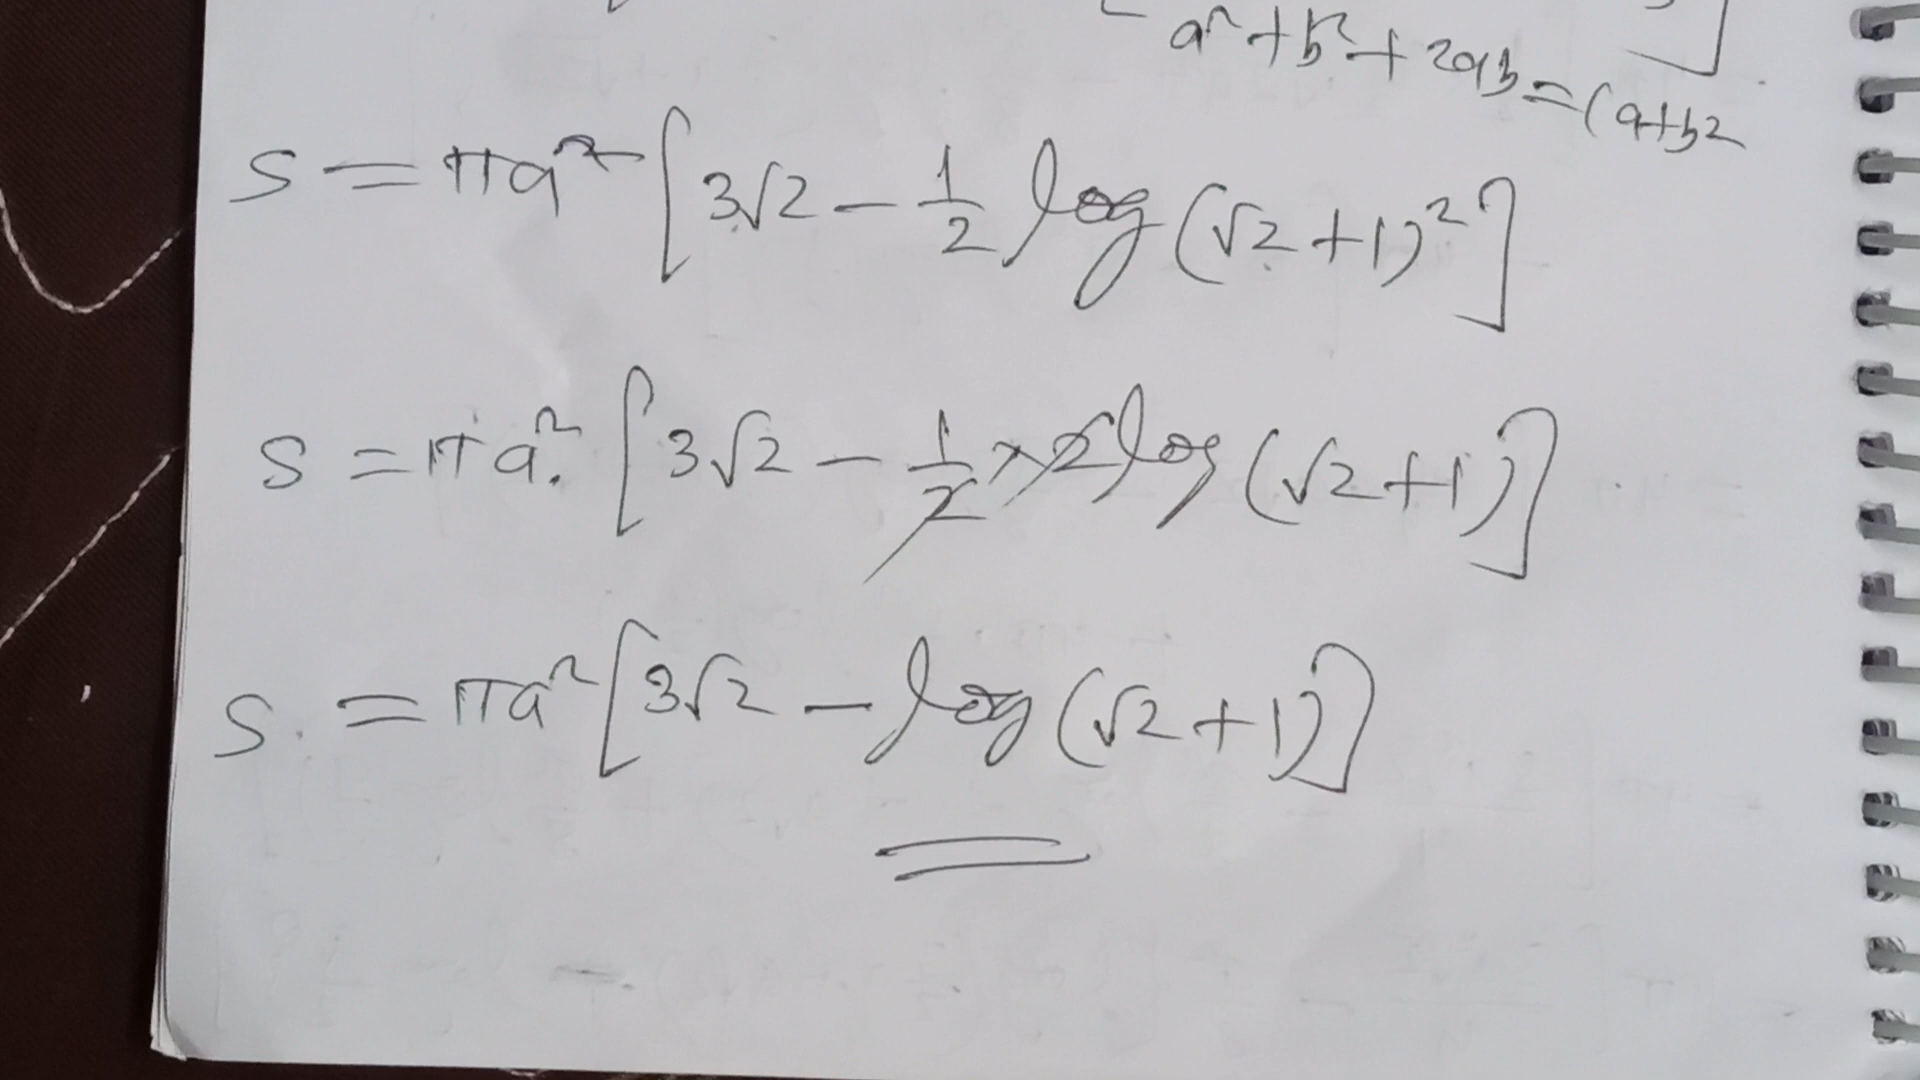 a²+b²+2ab=(a+b2
S = πa² [3√2 - 1/2 log(√2+1)²]
S = πa². [3√2 - 1/2 × 2 log(√2+1)]
S. = πa² [3√2 - log(√2+1)]